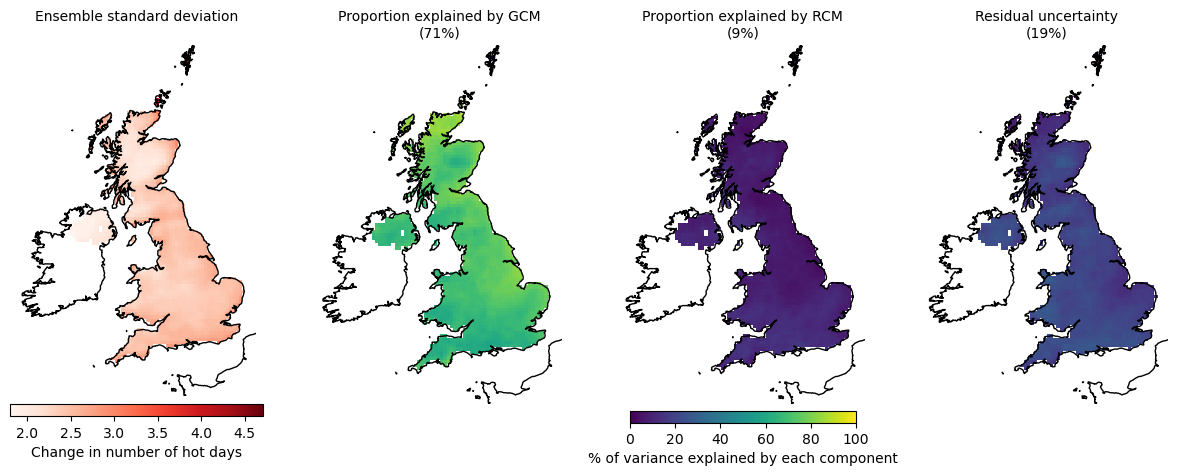 Ensemble standard deviation
Proportion explained by GCM
(71%)
Proportion explained by RCM
(9%)
Residual uncertainty
(19%)
2.0 2.5 3.0 3.5 4.0 4.5
Change in number of hot days
0 20 40 60 80 100
% of variance explained by each component